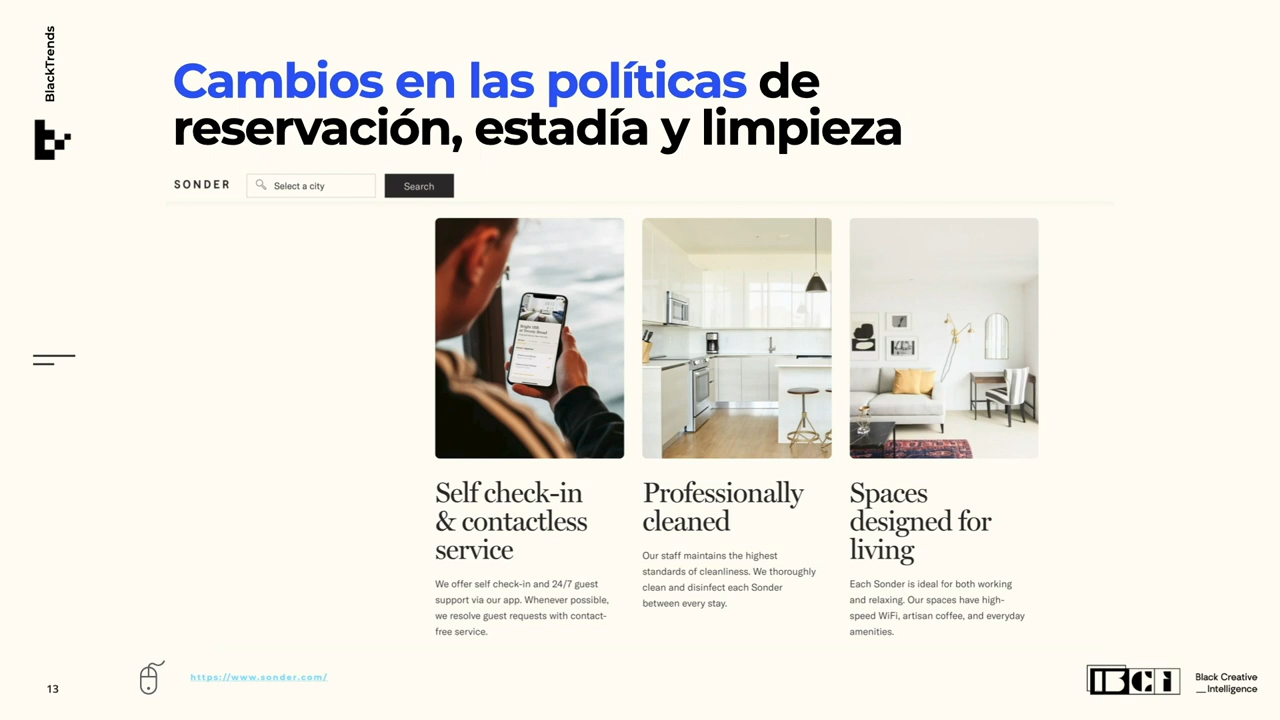 BlackTrends
Cambios en las políticas de
reservación, estadía y limpieza
SONDER
Select a city
Search
Self check-in
& contactless
service
We offer self check-in and 24/7 guest
support via our app. Whenever possible,
we resolve guest requests with contact-
free service.
Professionally
cleaned
Our staff maintains the highest
standards of cleanliness. We thoroughly
clean and disinfect each Sonder
between every stay.
Spaces
designed for
living
Each Sonder is ideal for both working
and relaxing. Our spaces have high-
speed WiFi, artisan coffee, and everyday
amenities.
13
https://www.sonder.com/
BCi
Black Creative
__Intelligence